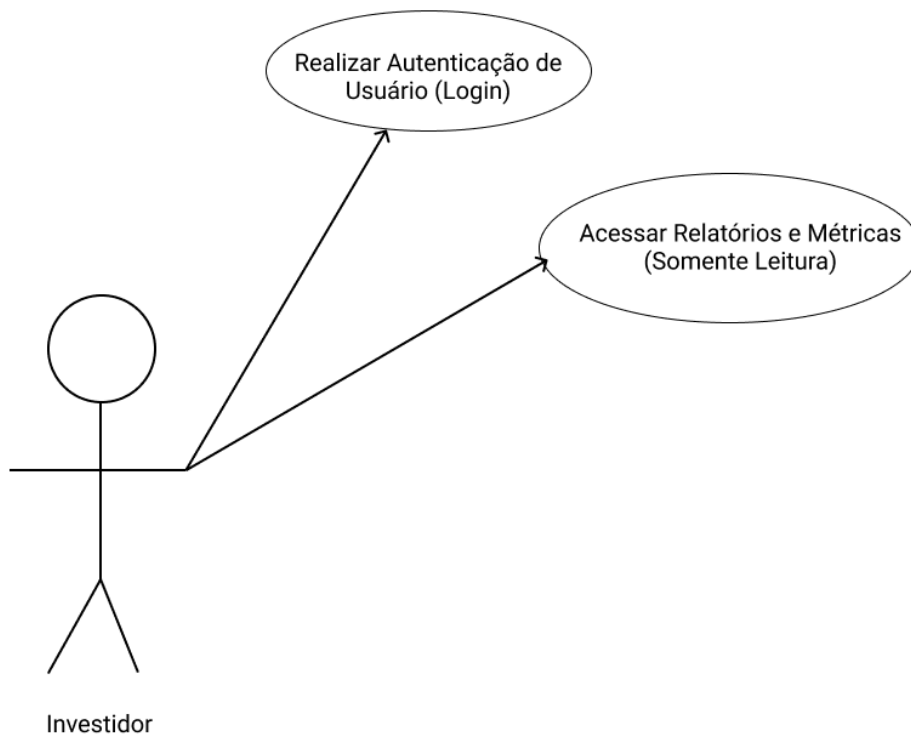 Realizar Autenticação de
Usuário (Login)
Acessar Relatórios e Métricas
(Somente Leitura)
Investidor